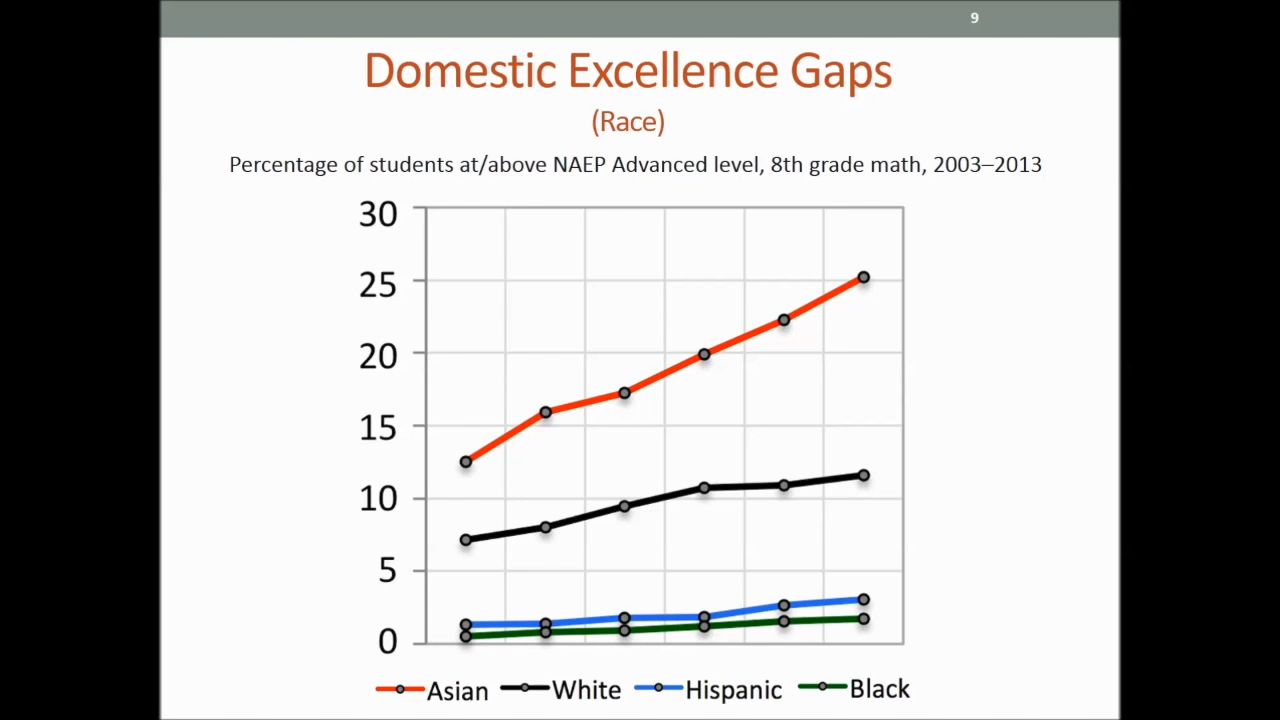 9
Domestic Excellence Gaps
(Race)
Percentage of students at/above NAEP Advanced level, 8th grade math, 2003–2013
30
25
20
15
10
5
0
Asian White Hispanic Black